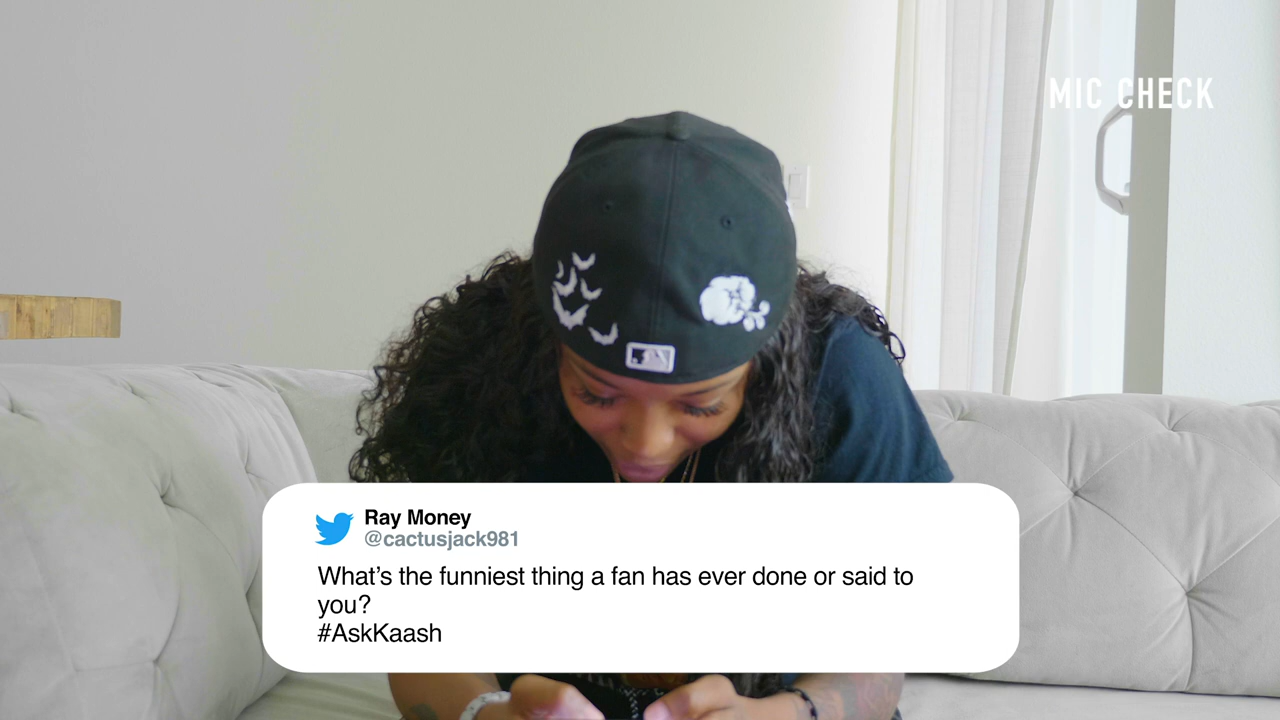 MIC CHECK
Ray Money
@cactusjack981
What's the funniest thing a fan has ever done or said to
you?
#AskKaash